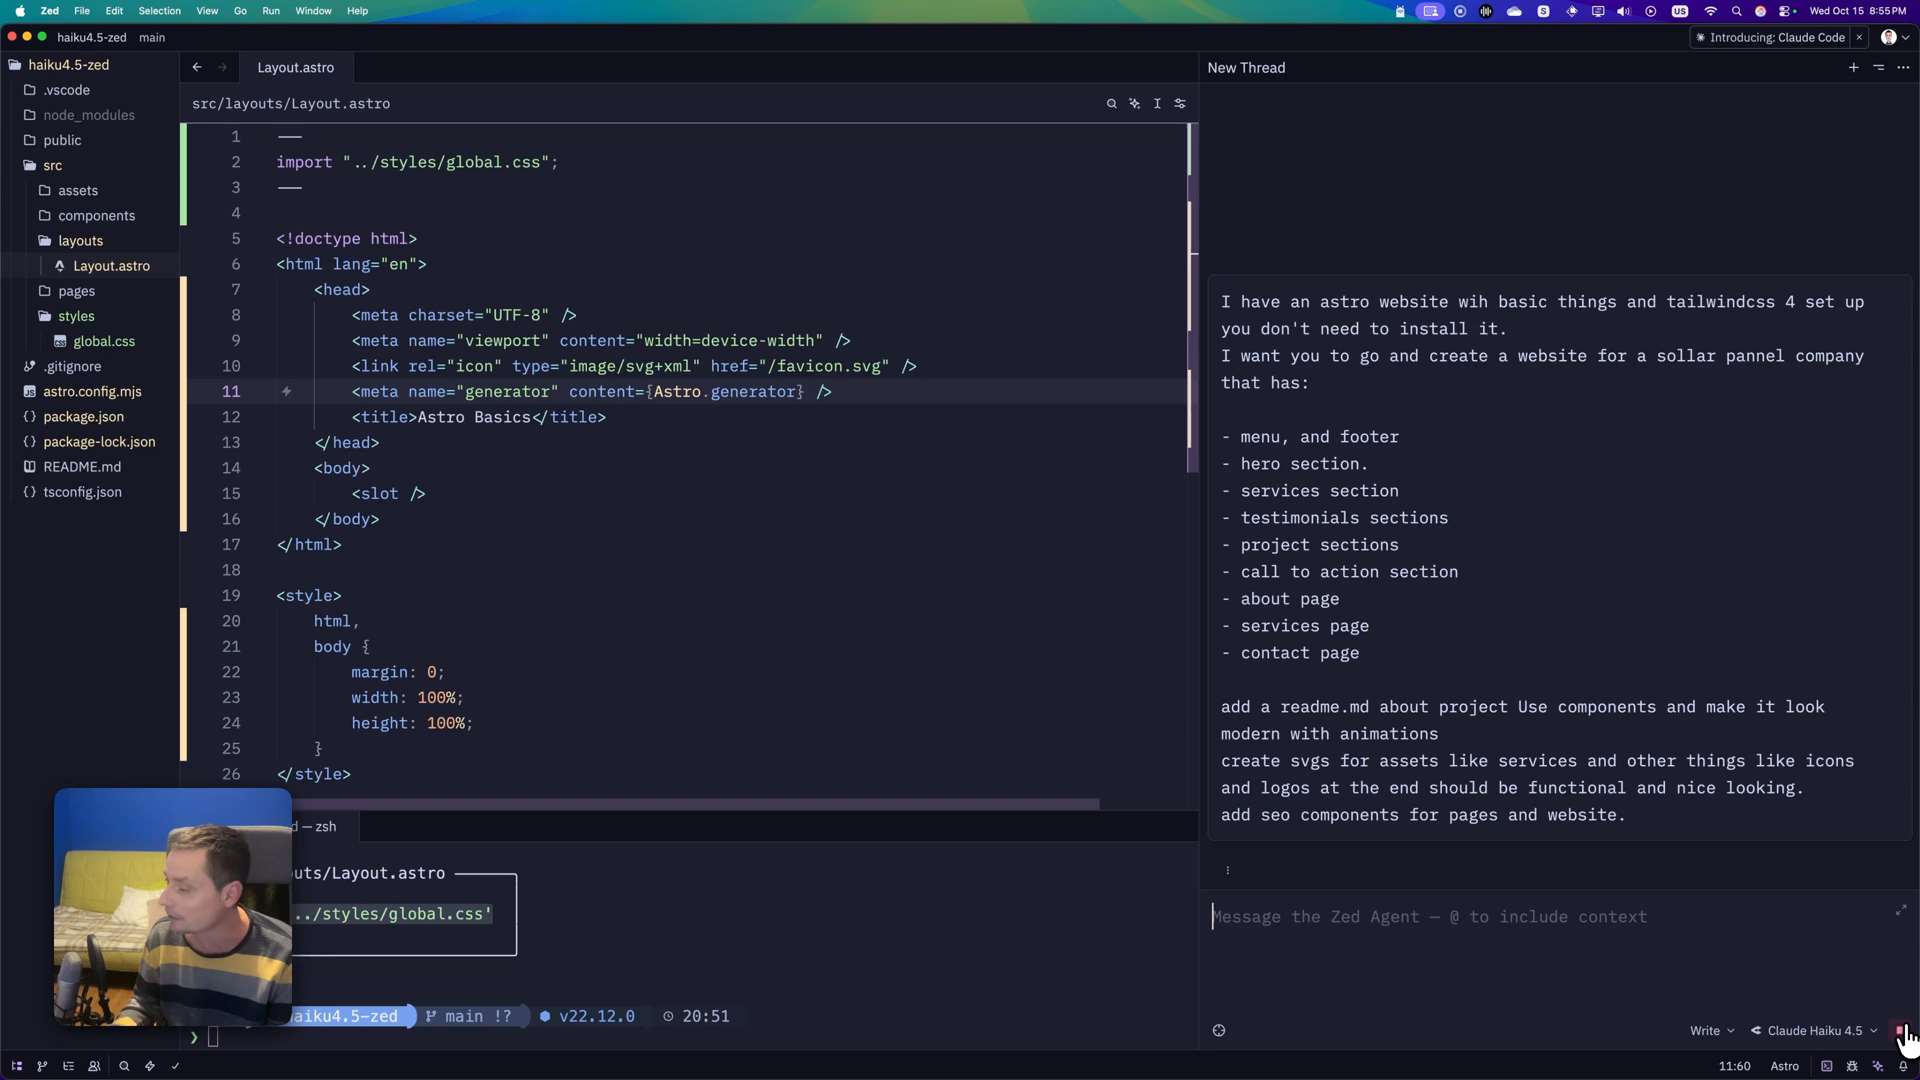 Zed File Edit Selection View Go Run Window Help
S
US
Wed Oct 15 8:55PM
haiku4.5-zed main
Introducing: Claude Code ×
haiku4.5-zed
.vscode
node_modules
public
src
assets
components
layouts
Layout.astro
pages
styles
global.css
.gitignore
astro.config.mjs
package.json
package-lock.json
README.md
tsconfig.json
Layout.astro
src/layouts/Layout.astro
1 ---
2 import "../styles/global.css";
3 ---
4
5 <!doctype html>
6 <html lang="en">
7 <head>
8 <meta charset="UTF-8" />
9 <meta name="viewport" content="width=device-width" />
10 <link rel="icon" type="image/svg+xml" href="/favicon.svg" />
11 <meta name="generator" content={Astro.generator} />
12 <title>Astro Basics</title>
13 </head>
14 <body>
15 <slot />
16 </body>
17 </html>
18
19 <style>
20 html,
21 body {
22 margin: 0;
23 width: 100%;
24 height: 100%;
25 }
26 </style>
d — zsh
uts/Layout.astro
../styles/global.css'
haiku4.5-zed main !? v22.12.0 20:51
❯
New Thread
I have an astro website wih basic things and tailwindcss 4 set up
you don't need to install it.
I want you to go and create a website for a sollar pannel company
that has:
- menu, and footer
- hero section.
- services section
- testimonials sections
- project sections
- call to action section
- about page
- services page
- contact page
add a readme.md about project Use components and make it look
modern with animations
create svgs for assets like services and other things like icons
and logos at the end should be functional and nice looking.
add seo components for pages and website.
Message the Zed Agent — @ to include context
Write Claude Haiku 4.5
11:60 Astro